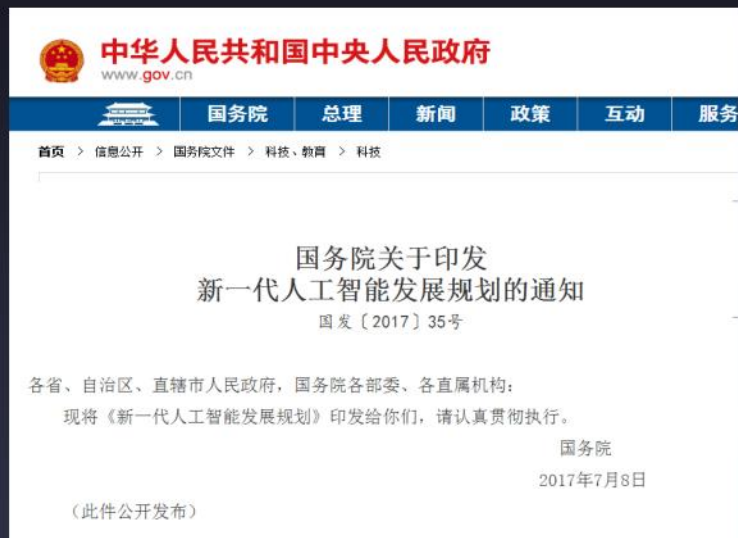 中华人民共和国中央人民政府
www.gov.cn
国务院 总理 新闻 政策 互动 服务
首页 > 信息公开 > 国务院文件 > 科技、教育 > 科技
国务院关于印发
新一代人工智能发展规划的通知
国发〔2017〕35号
各省、自治区、直辖市人民政府，国务院各部委、各直属机构：
现将《新一代人工智能发展规划》印发给你们，请认真贯彻执行。
国务院
2017年7月8日
（此件公开发布）